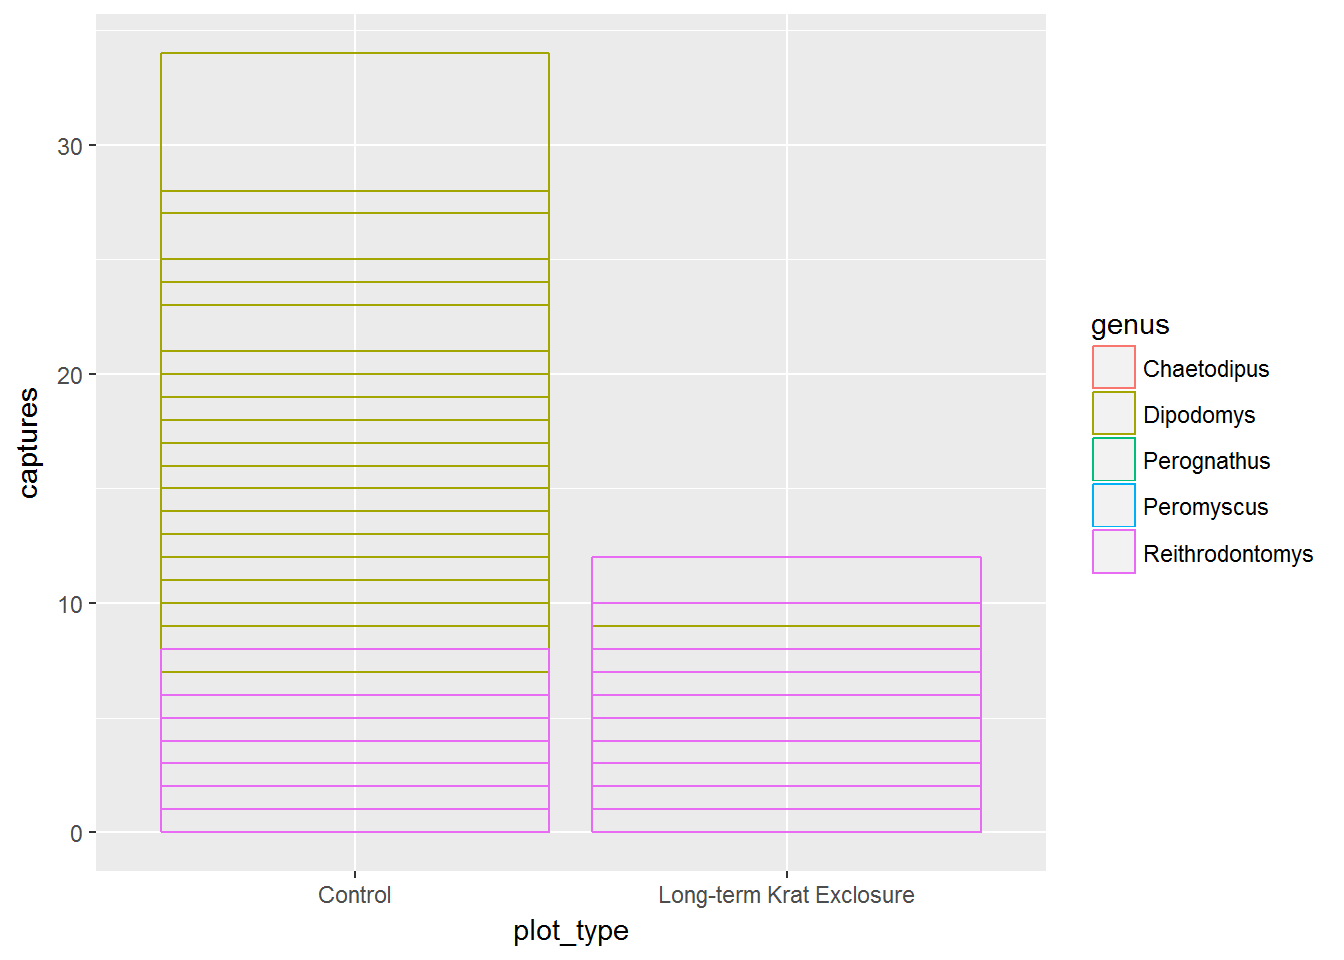 30
20
10
0
captures
Control
Long-term Krat Exclosure
plot_type
genus
Chaetodipus
Dipodomys
Perognathus
Peromyscus
Reithrodontomys